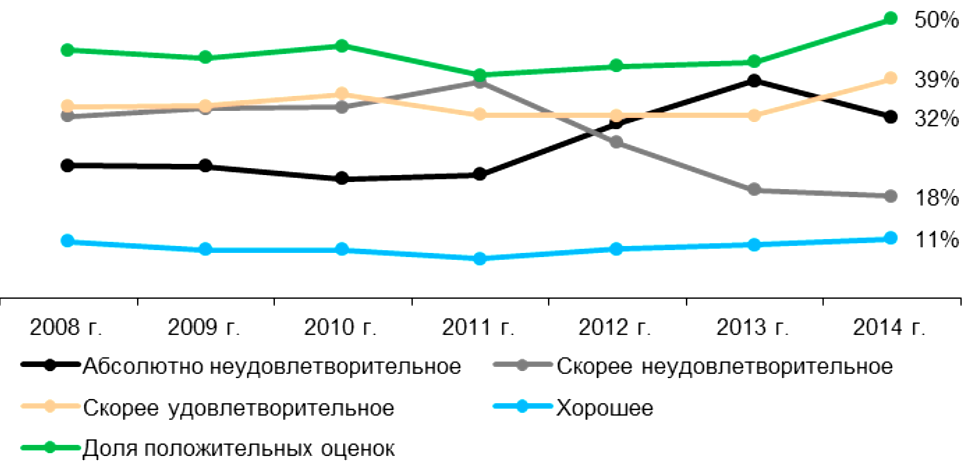 50%
39%
32%
18%
11%
2008 г. 2009 г. 2010 г. 2011 г. 2012 г. 2013 г. 2014 г.
Абсолютно неудовлетворительное Скорее неудовлетворительное
Скорее удовлетворительное Хорошее
Доля положительных оценок